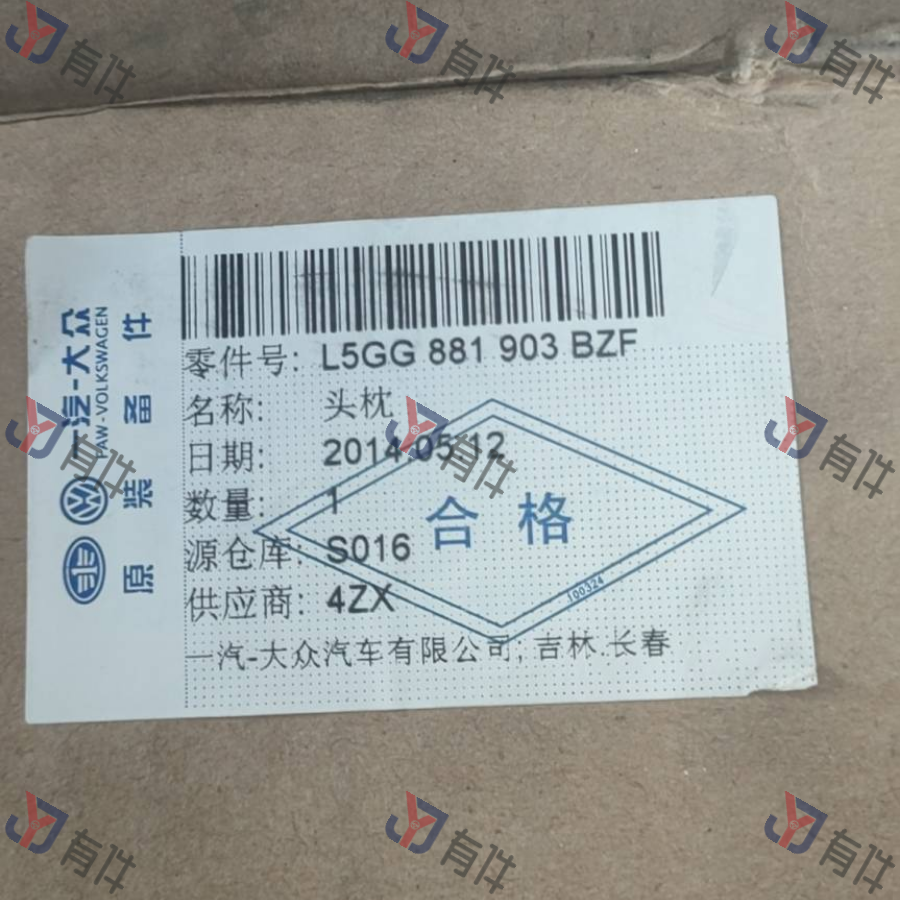 有件
有件
有件
一汽-大众
FAW-VOLKSWAGEN
原装备件
零件号: L5GG 881 903 BZF
名称: 头枕
日期: 2014.05.12
数量: 1
源仓库: S016
供应商: 4ZX
一汽-大众汽车有限公司, 吉林.长春
合格
100324
有件
有件
有件
有件
有件
有件